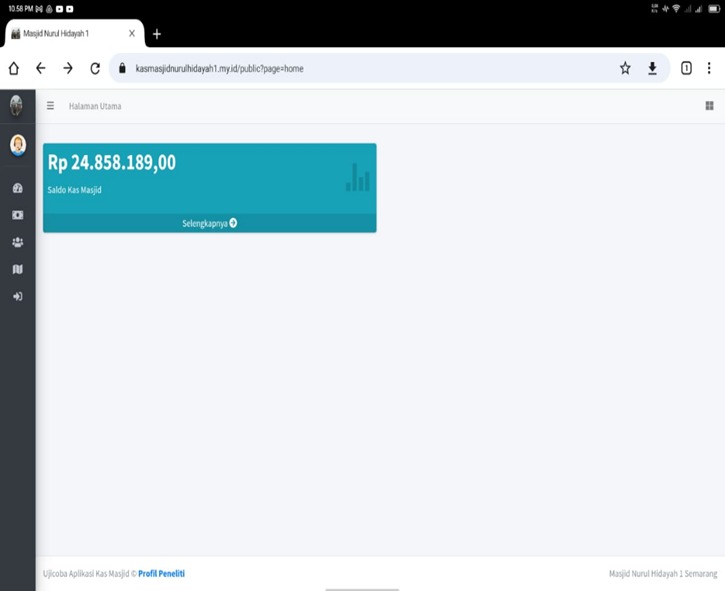 10.58 PM
Masjid Nurul Hidayah 1
kasmasjidnurulhidayah1.my.id/public?page=home
1
Halaman Utama
Rp 24.858.189,00
Saldo Kas Masjid
Selengkapnya
Ujicoba Aplikasi Kas Masjid © Profil Peneliti
Masjid Nurul Hidayah 1 Semarang